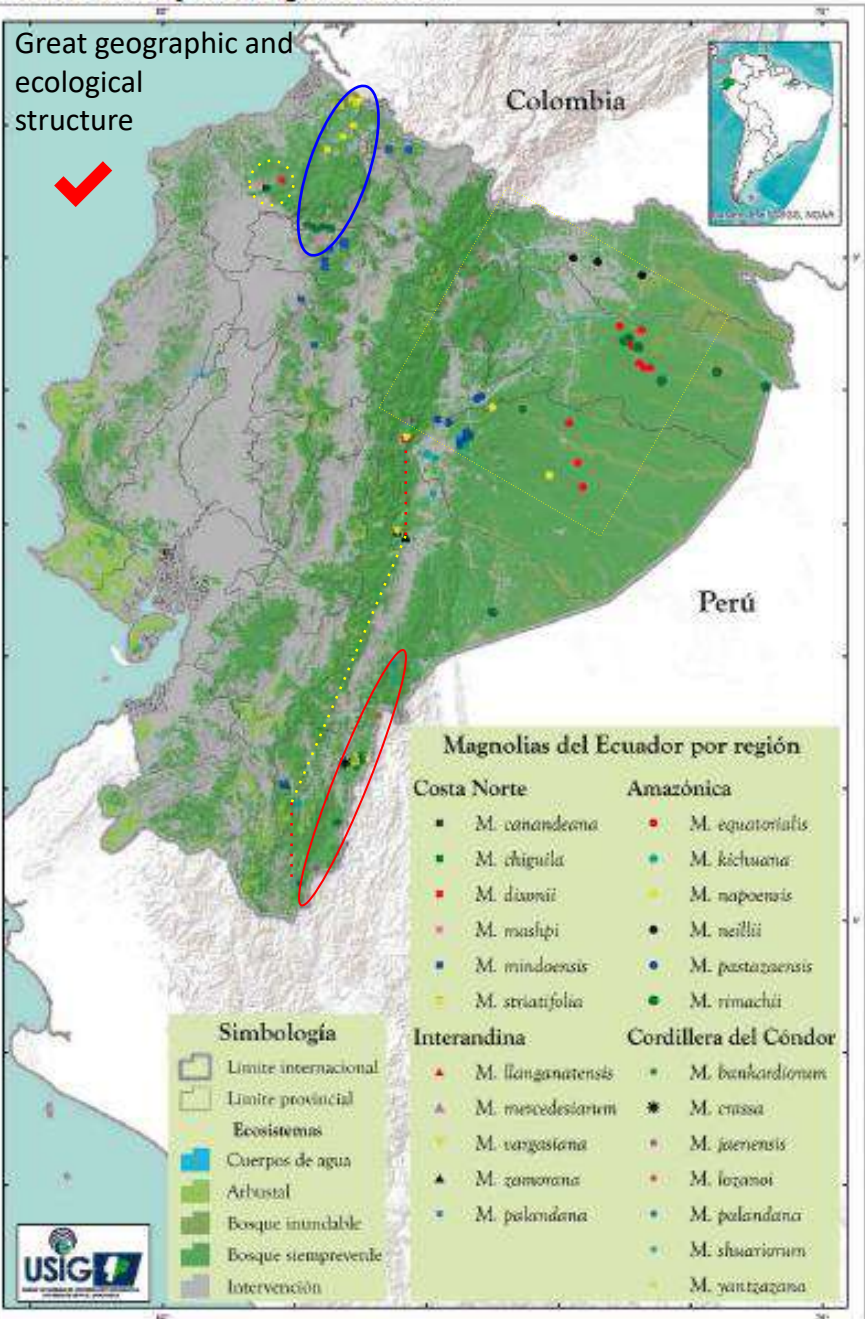 Great geographic and
ecological
structure
Colombia
Perú
Magnolias del Ecuador por región
Costa Norte
M. canandeana
M. chiguila
M. dixonii
M. mashpi
M. mindoensis
M. striatifolia
Amazónica
M. equatorialis
M. kichuana
M. napoensis
M. neillii
M. pastazaensis
M. rimachii
Interandina
M. llanganatensis
M. mercedesiarum
M. vargasiana
M. zamorana
M. palandana
Cordillera del Cóndor
M. bankardiorum
M. crassa
M. jaenensis
M. lozanoi
M. palandana
M. shuariorum
M. yantzazana
Simbología
Limite internacional
Limite provincial
Ecosistemas
Cuerpos de agua
Arbustal
Bosque inundable
Bosque siempreverde
Intervención
USIG